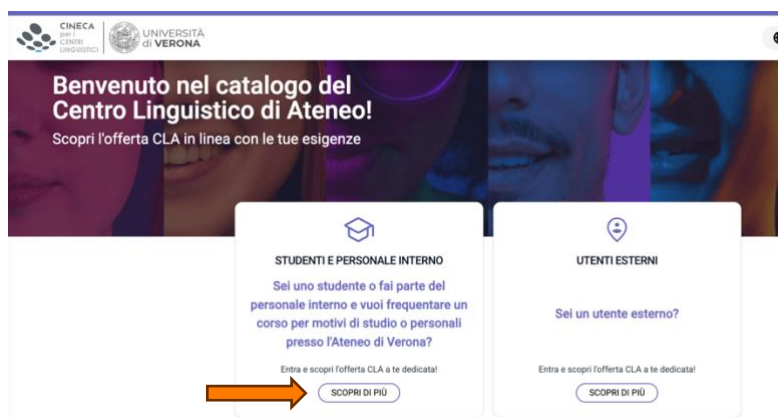 CINECA
per i
CENTRI
LINGUISTICI
UNIVERSITÀ
di VERONA
Benvenuto nel catalogo del
Centro Linguistico di Ateneo!
Scopri l'offerta CLA in linea con le tue esigenze
STUDENTI E PERSONALE INTERNO
Sei uno studente o fai parte del
personale interno e vuoi frequentare un
corso per motivi di studio o personali
presso l'Ateneo di Verona?
Entra e scopri l'offerta CLA a te dedicata!
SCOPRI DI PIÙ
UTENTI ESTERNI
Sei un utente esterno?
Entra e scopri l'offerta CLA a te dedicata!
SCOPRI DI PIÙ